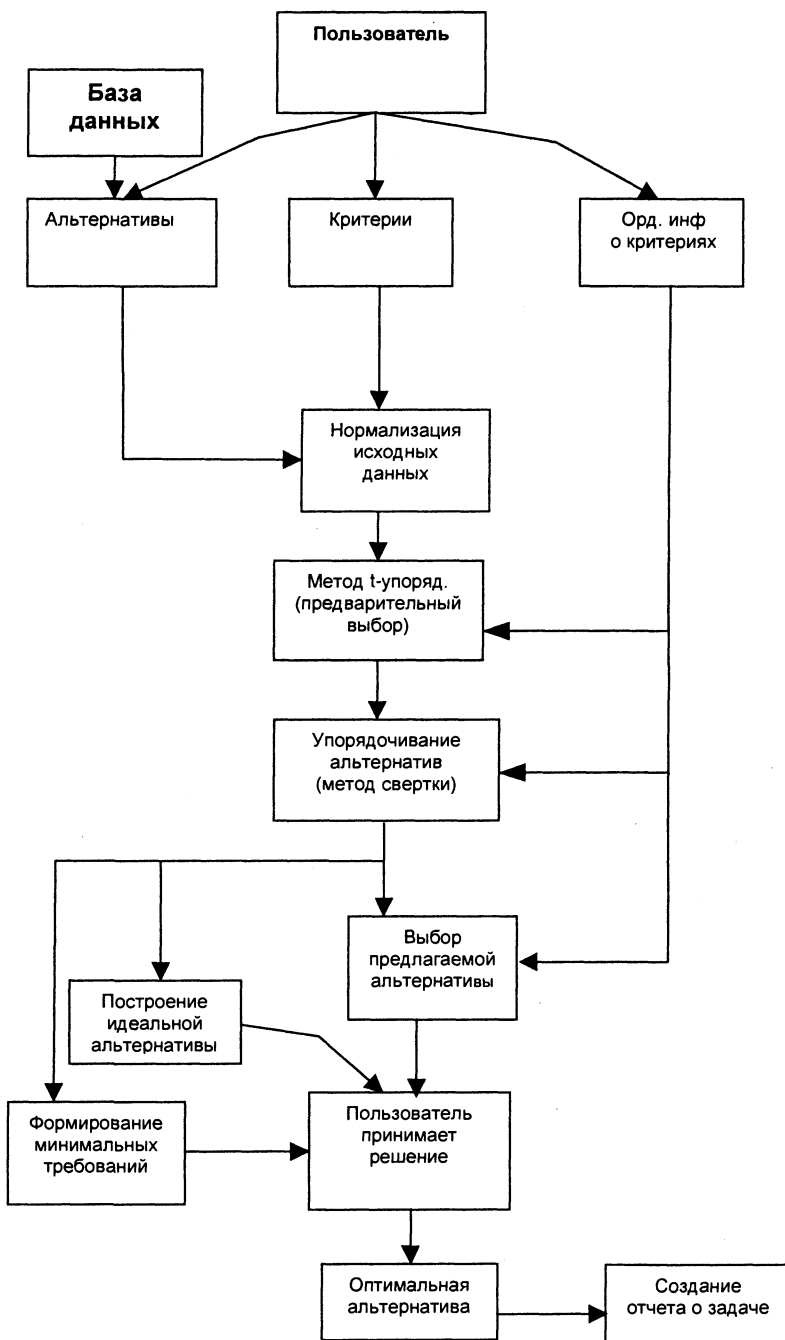 Пользователь
База
данных
Альтернативы
Критерии
Орд. инф
о критериях
Нормализация
исходных
данных
Метод t-упоряд.
(предварительный
выбор)
Упорядочивание
альтернатив
(метод свертки)
Выбор
предлагаемой
альтернативы
Построение
идеальной
альтернативы
Формирование
минимальных
требований
Пользователь
принимает
решение
Оптимальная
альтернатива
Создание
отчета о задаче